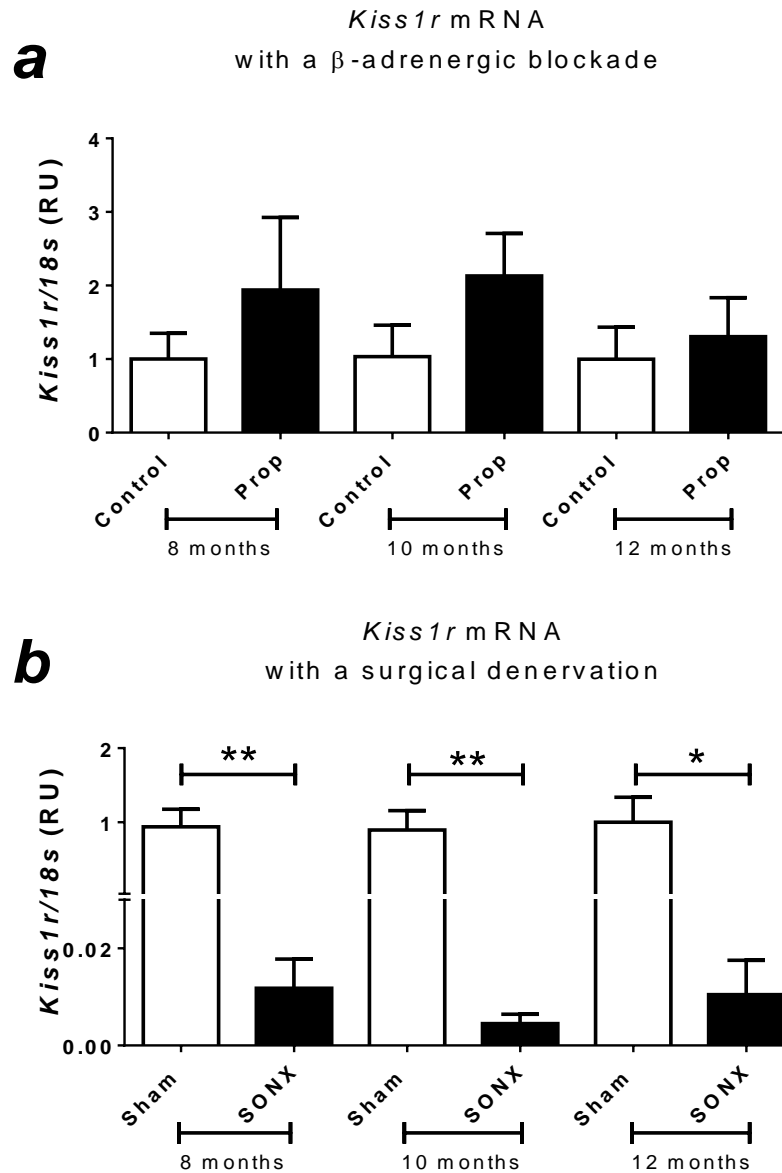 a
Kiss1r mRNA
with a β-adrenergic blockade
Kiss1r/18s (RU)
4
3
2
1
0
Control Prop Control Prop Control Prop
8 months 10 months 12 months
b
Kiss1r mRNA
with a surgical denervation
Kiss1r/18s (RU)
** ** *
2
1
0.02
0.00
Sham SONX Sham SONX Sham SONX
8 months 10 months 12 months